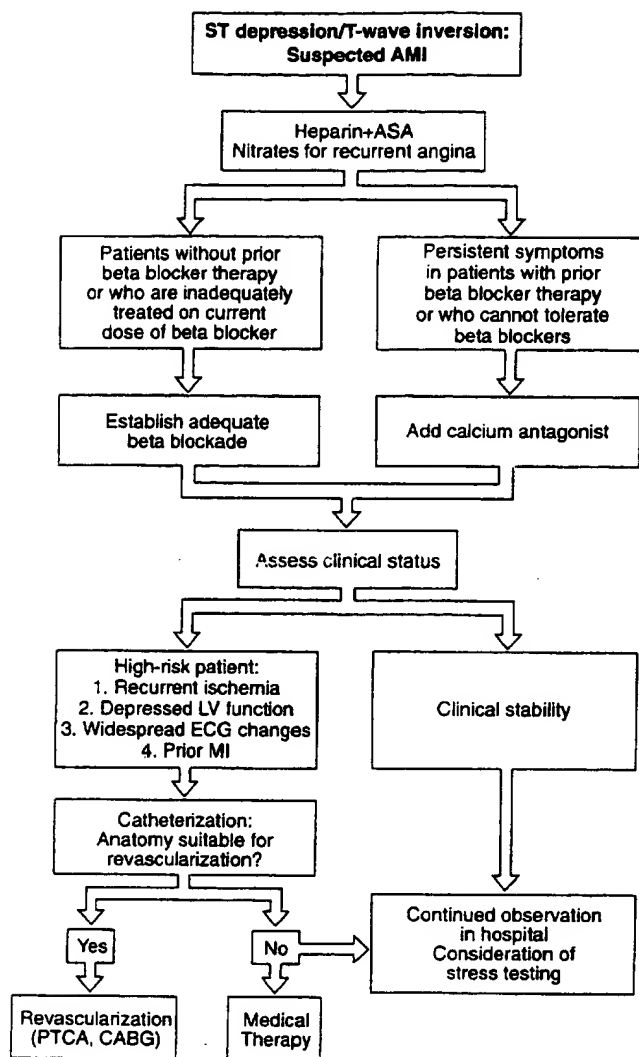 ST depression/T-wave inversion:
Suspected AMI
Heparin+ASA
Nitrates for recurrent angina
Patients without prior
beta blocker therapy
or who are inadequately
treated on current
dose of beta blocker
Persistent symptoms
in patients with prior
beta blocker therapy
or who cannot tolerate
beta blockers
Establish adequate
beta blockade
Add calcium antagonist
Assess clinical status
High-risk patient:
1. Recurrent ischemia
2. Depressed LV function
3. Widespread ECG changes
4. Prior MI
Clinical stability
Catheterization:
Anatomy suitable for
revascularization?
Yes
No
Continued observation
in hospital
Consideration of
stress testing
Revascularization
(PTCA, CABG)
Medical
Therapy